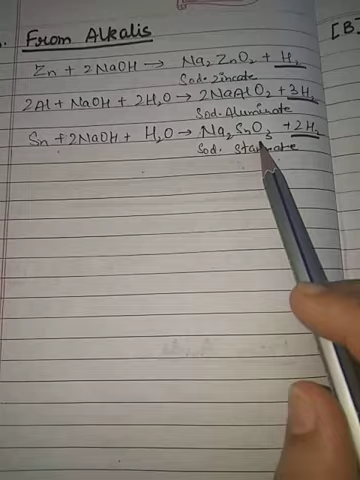 From Alkalis
[B.
Zn + 2NaOH → Na₂ZnO₂ + H₂
Sod. zincate
2Al + NaOH + 2H₂O → 2NaAlO₂ + 3H₂
Sod. Aluminate
Sn + 2NaOH + H₂O → Na₂SnO₃ + 2H₂
Sod. Stannate